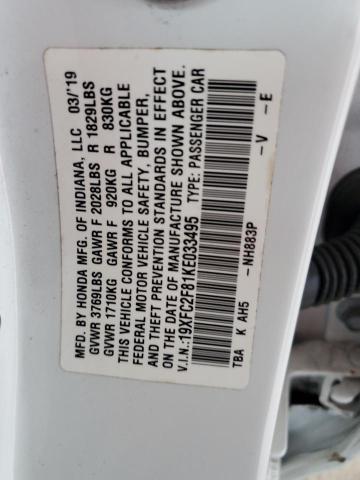 MFD. BY HONDA MFG. OF INDIANA, LLC 03/'19
GVWR 3769LBS GAWR F 2028LBS R 1829LBS
GVWR 1710KG GAWR F 920KG R 830KG
THIS VEHICLE CONFORMS TO ALL APPLICABLE
FEDERAL MOTOR VEHICLE SAFETY, BUMPER,
AND THEFT PREVENTION STANDARDS IN EFFECT
ON THE DATE OF MANUFACTURE SHOWN ABOVE.
V.I.N.:19XFC2F81KE033495 TYPE: PASSENGER CAR
TBA K AH5 -NH883P -V -E